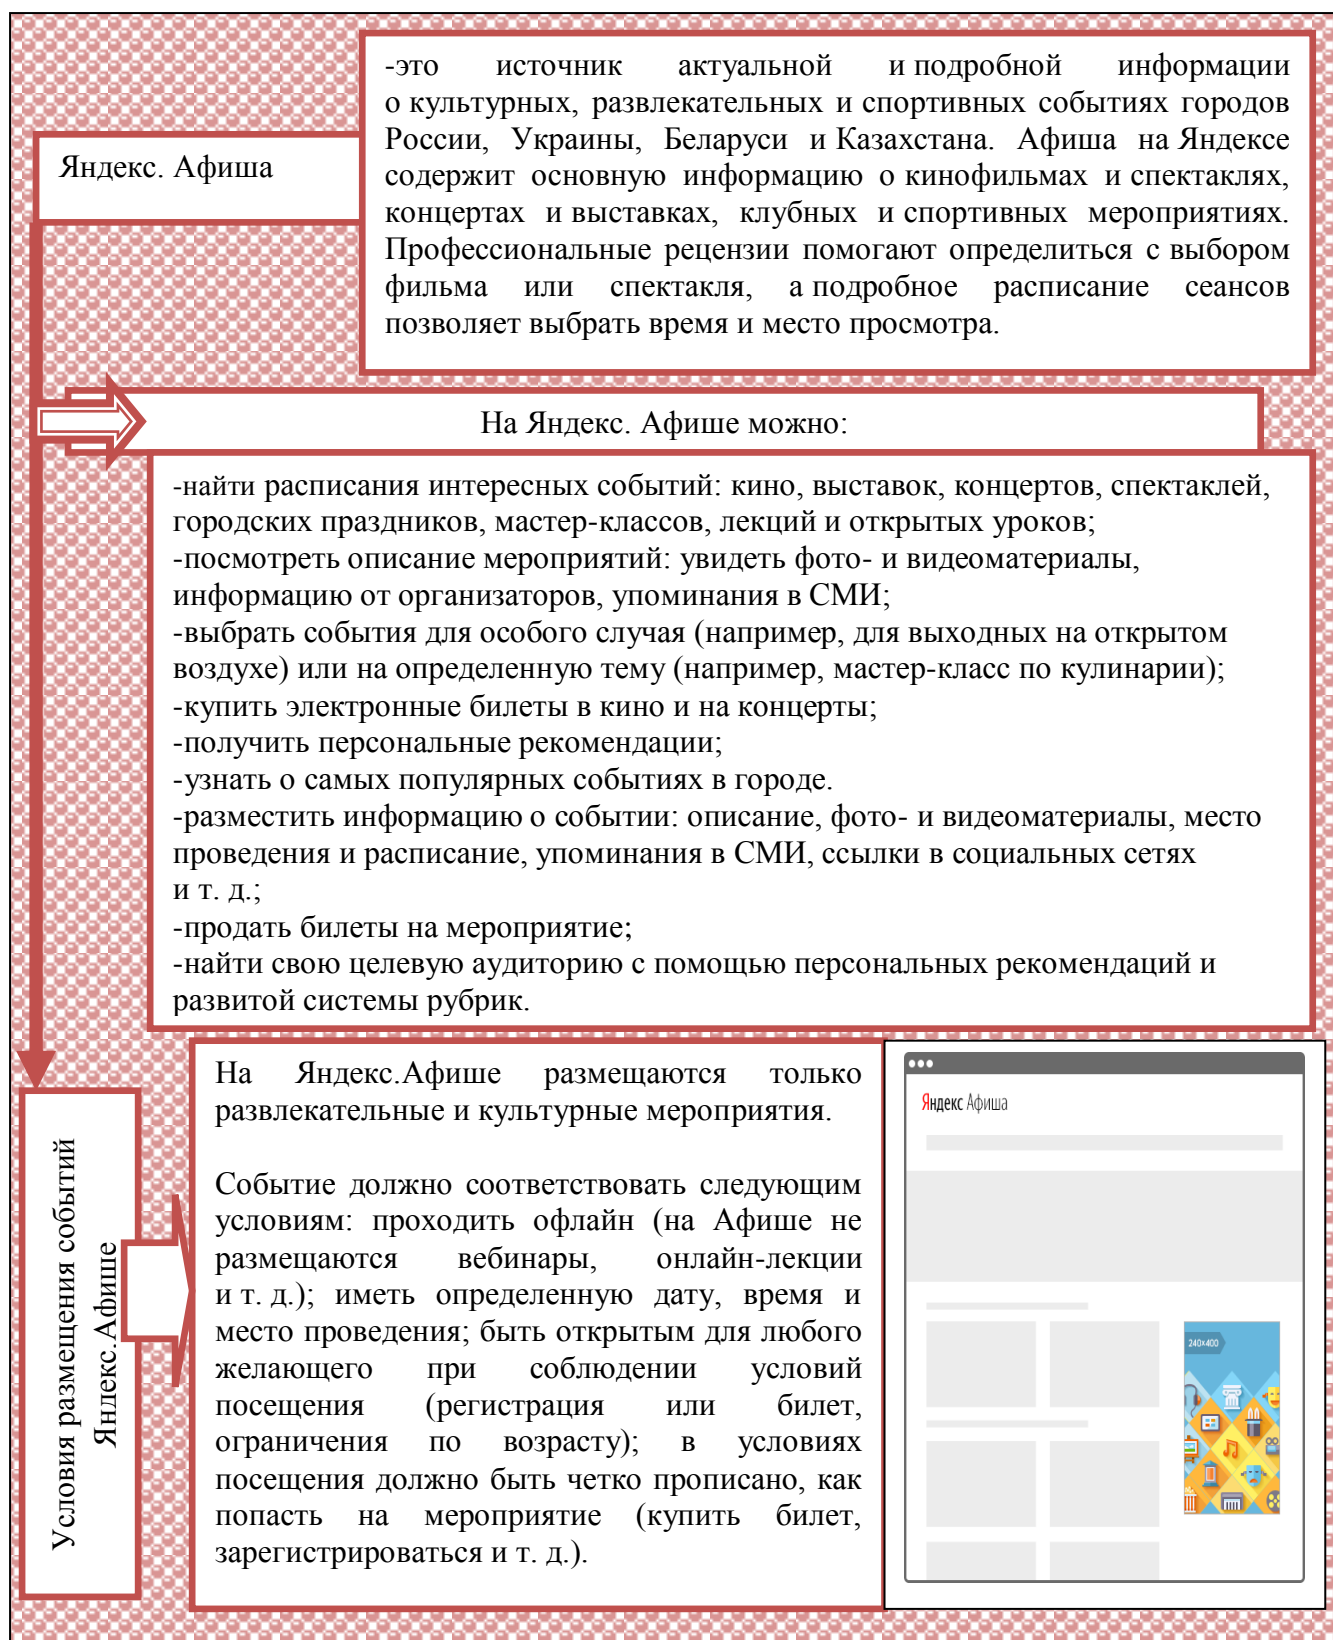 Яндекс. Афиша
-это источник актуальной и подробной информации
о культурных, развлекательных и спортивных событиях городов
России, Украины, Беларуси и Казахстана. Афиша на Яндексе
содержит основную информацию о кинофильмах и спектаклях,
концертах и выставках, клубных и спортивных мероприятиях.
Профессиональные рецензии помогают определиться с выбором
фильма или спектакля, а подробное расписание сеансов
позволяет выбрать время и место просмотра.
На Яндекс. Афише можно:
-найти расписания интересных событий: кино, выставок, концертов, спектаклей,
городских праздников, мастер-классов, лекций и открытых уроков;
-посмотреть описание мероприятий: увидеть фото- и видеоматериалы,
информацию от организаторов, упоминания в СМИ;
-выбрать события для особого случая (например, для выходных на открытом
воздухе) или на определенную тему (например, мастер-класс по кулинарии);
-купить электронные билеты в кино и на концерты;
-получить персональные рекомендации;
-узнать о самых популярных событиях в городе.
-разместить информацию о событии: описание, фото- и видеоматериалы, место
проведения и расписание, упоминания в СМИ, ссылки в социальных сетях
и т. д.;
-продать билеты на мероприятие;
-найти свою целевую аудиторию с помощью персональных рекомендаций и
развитой системы рубрик.
Условия размещения событий
Яндекс.Афише
На Яндекс.Афише размещаются только
развлекательные и культурные мероприятия.
Событие должно соответствовать следующим
условиям: проходить офлайн (на Афише не
размещаются вебинары, онлайн-лекции
и т. д.); иметь определенную дату, время и
место проведения; быть открытым для любого
желающего при соблюдении условий
посещения (регистрация или билет,
ограничения по возрасту); в условиях
посещения должно быть четко прописано, как
попасть на мероприятие (купить билет,
зарегистрироваться и т. д.).
Яндекс Афиша
240×400